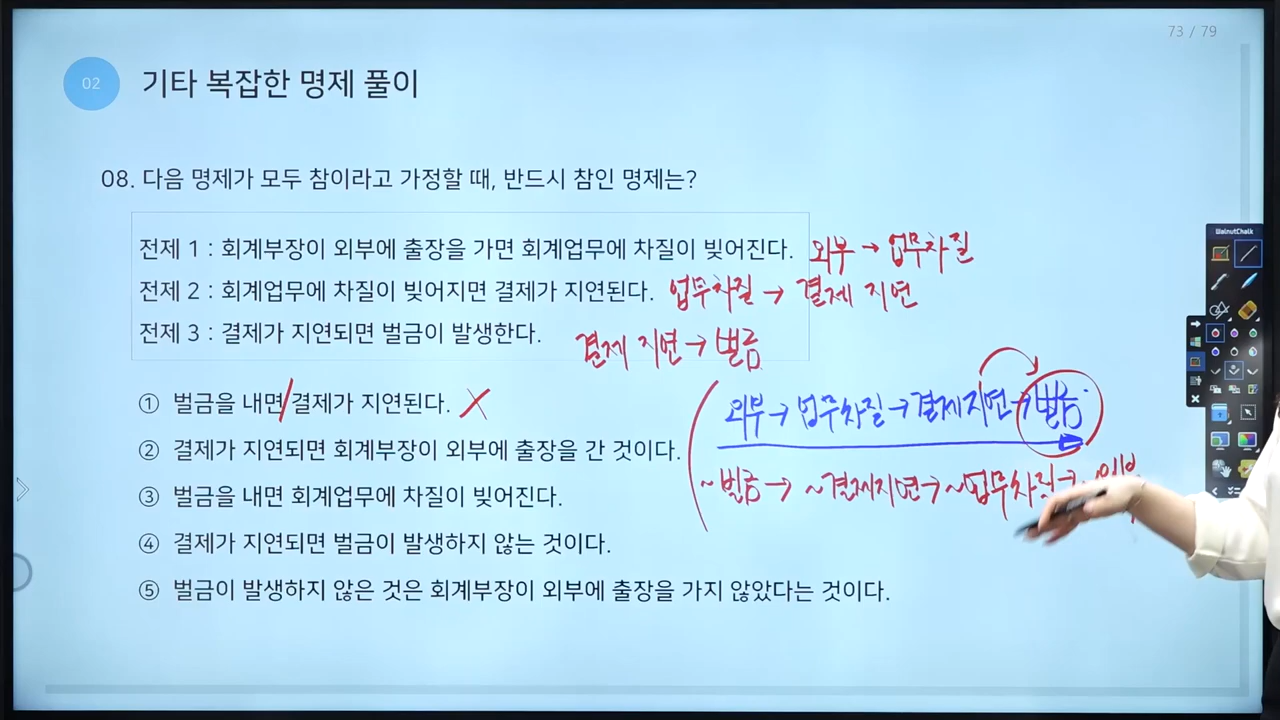 73 / 79
02
기타 복잡한 명제 풀이
08. 다음 명제가 모두 참이라고 가정할 때, 반드시 참인 명제는?
전제 1 : 회계부장이 외부에 출장을 가면 회계업무에 차질이 빚어진다. 외부 → 업무차질
전제 2 : 회계업무에 차질이 빚어지면 결제가 지연된다. 업무차질 → 결제 지연
전제 3 : 결제가 지연되면 벌금이 발생한다. 결제 지연 → 벌금
① 벌금을 내면 결제가 지연된다.
외부 → 업무차질 → 결제지연 → 벌금
② 결제가 지연되면 회계부장이 외부에 출장을 간 것이다.
~벌금 → ~결제지연 → ~업무차질 →
③ 벌금을 내면 회계업무에 차질이 빚어진다.
④ 결제가 지연되면 벌금이 발생하지 않는 것이다.
⑤ 벌금이 발생하지 않은 것은 회계부장이 외부에 출장을 가지 않았다는 것이다.
WalnutChalk